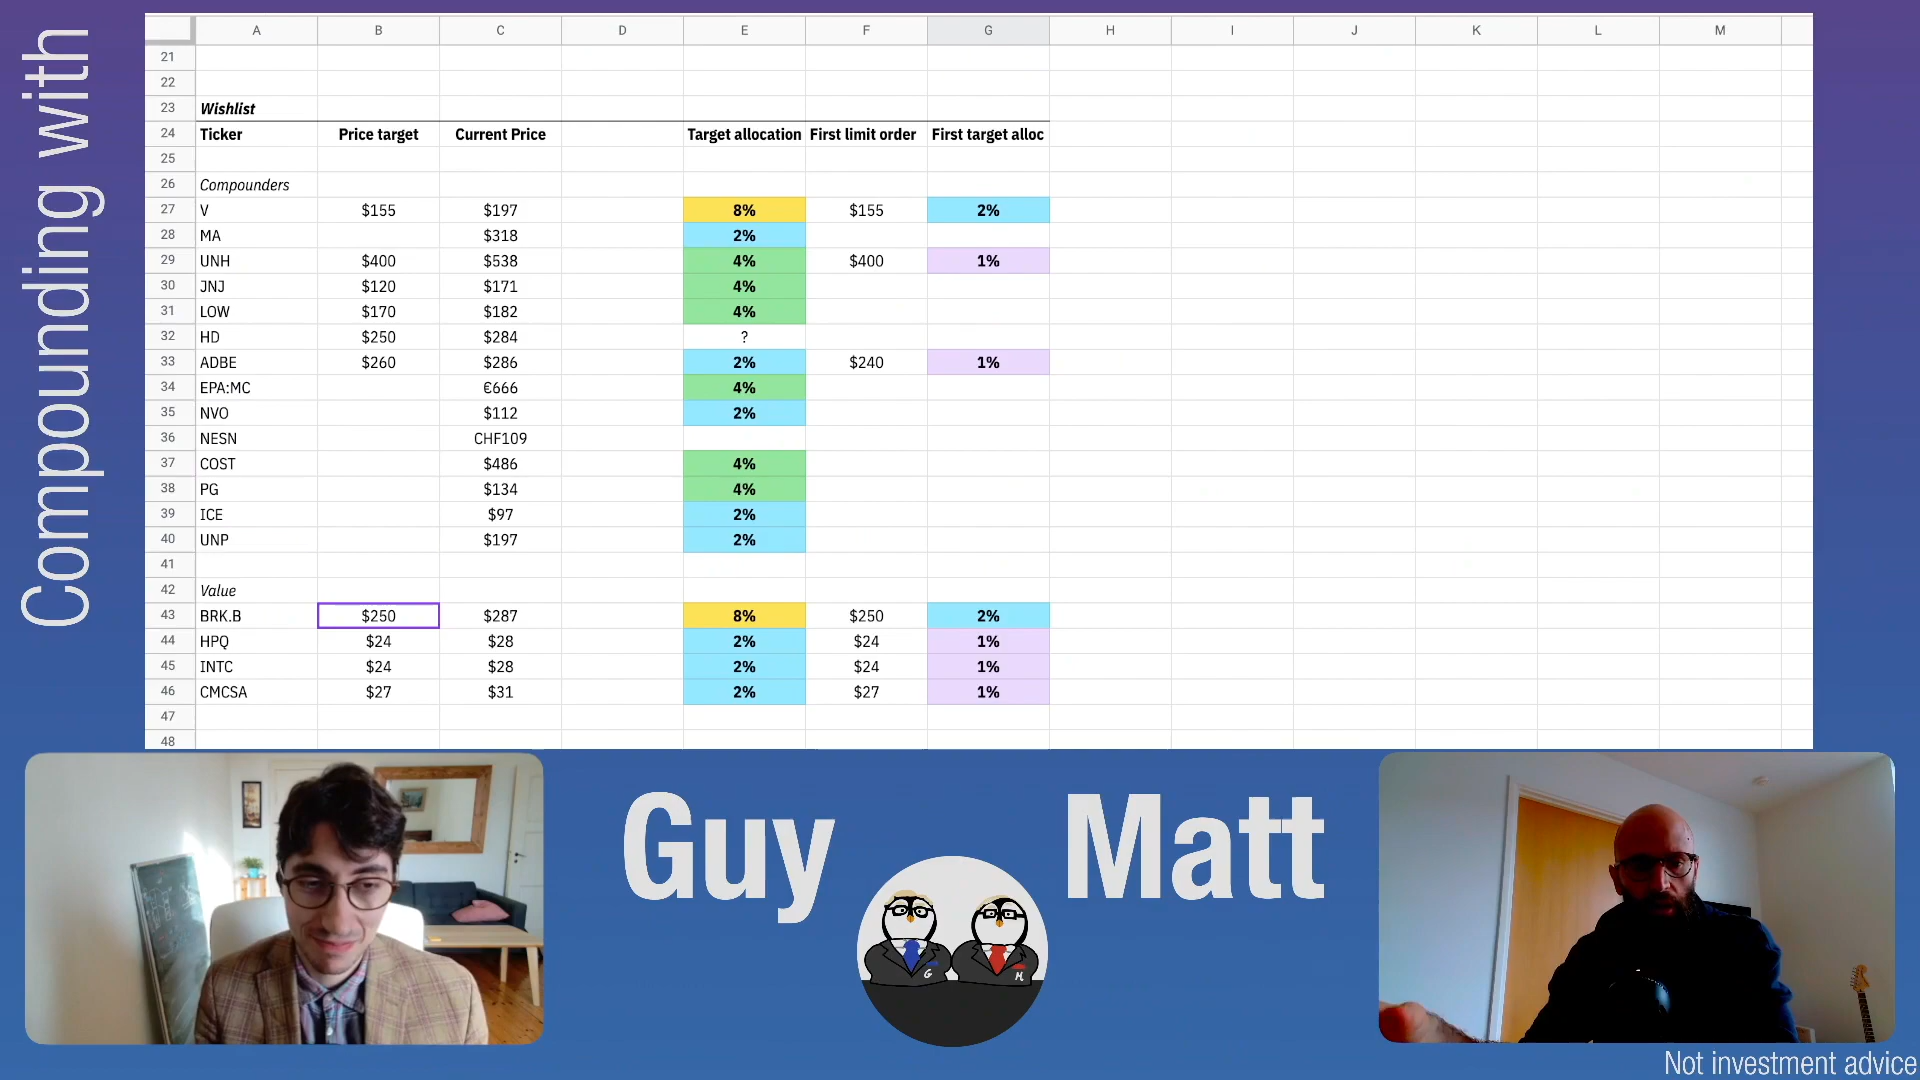 Compounding with
A B C D E F G H I J K L M
21
22
23 Wishlist
24 Ticker Price target Current Price Target allocation First limit order First target alloc
25
26 Compounders
27 V $155 $197 8% $155 2%
28 MA $318 2%
29 UNH $400 $538 4% $400 1%
30 JNJ $120 $171 4%
31 LOW $170 $182 4%
32 HD $250 $284 ?
33 ADBE $260 $286 2% $240 1%
34 EPA:MC €666 4%
35 NVO $112 2%
36 NESN CHF109
37 COST $486 4%
38 PG $134 4%
39 ICE $97 2%
40 UNP $197 2%
41
42 Value
43 BRK.B $250 $287 8% $250 2%
44 HPQ $24 $28 2% $24 1%
45 INTC $24 $28 2% $24 1%
46 CMCSA $27 $31 2% $27 1%
47
48
Guy Matt
G M
Not investment advice